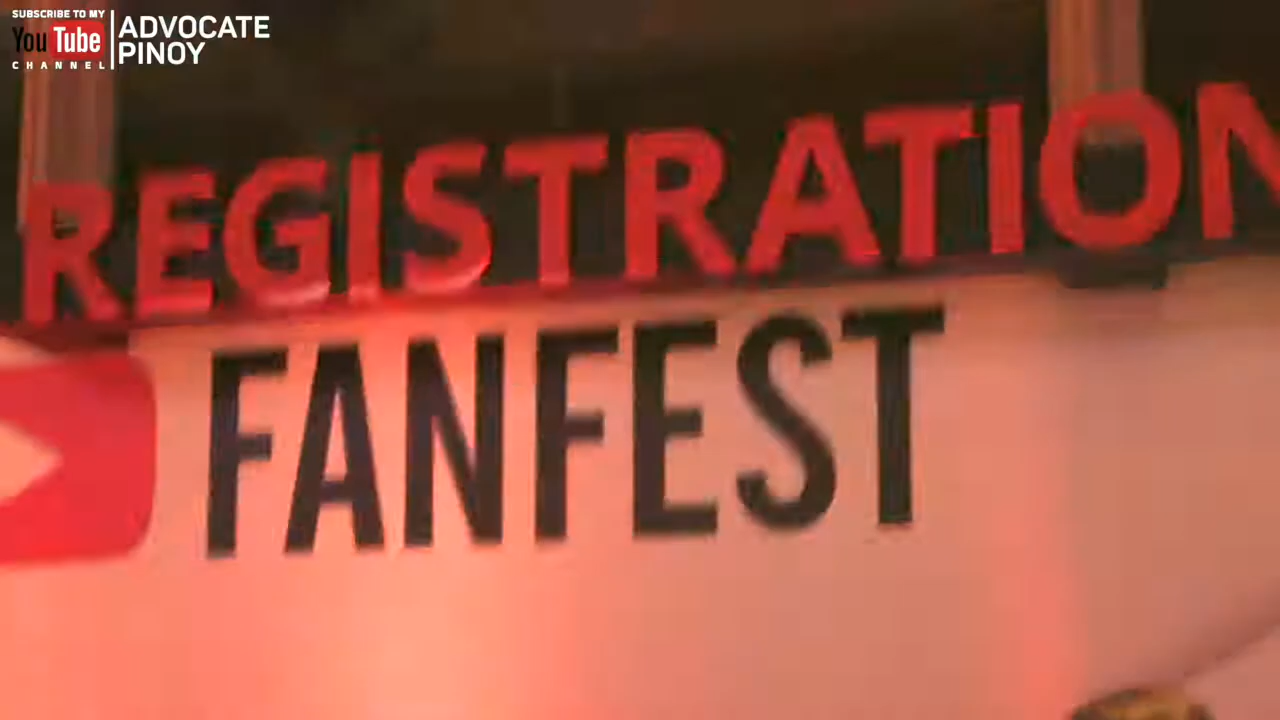 SUBSCRIBE TO MY
YouTube
CHANNEL
ADVOCATE
PINOY
REGISTRATION
FANFEST